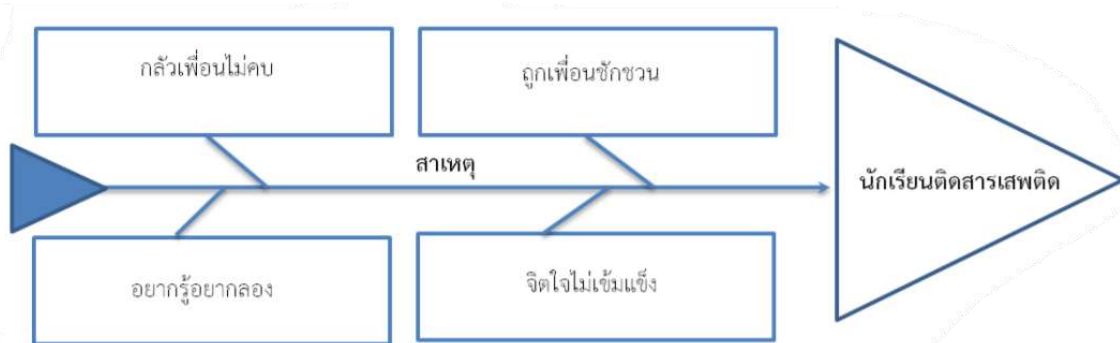 กลัวเพื่อนไม่คบ
ถูกเพื่อนชักชวน
สาเหตุ
นักเรียนติดสารเสพติด
อยากรู้อยากลอง
จิตใจไม่เข้มแข็ง